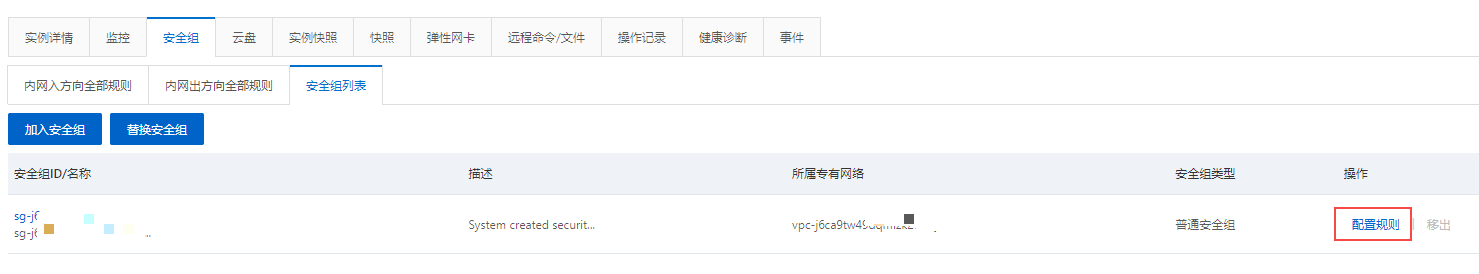 实例详情 监控 安全组 云盘 实例快照 快照 弹性网卡 远程命令/文件 操作记录 健康诊断 事件
内网入方向全部规则 内网出方向全部规则 安全组列表
加入安全组 替换安全组
安全组ID/名称 描述 所属专有网络 安全组类型 操作
sg-j6
sg-j6 .. System created securit... vpc-j6ca9tw49 普通安全组 配置规则 移出